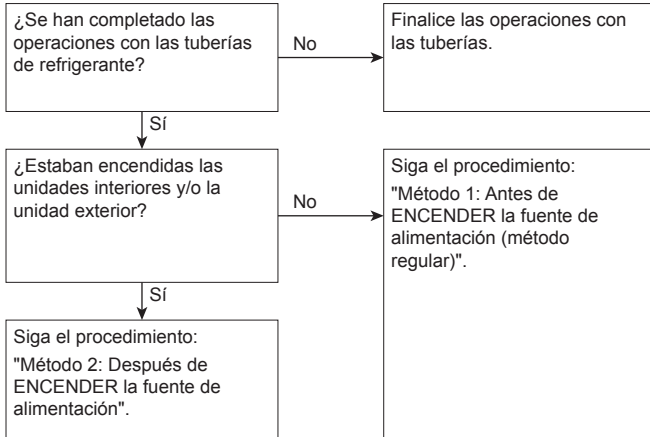 ¿Se han completado las
operaciones con las tuberías
de refrigerante?
No
Finalice las operaciones con
las tuberías.
Sí
¿Estaban encendidas las
unidades interiores y/o la
unidad exterior?
No
Siga el procedimiento:
"Método 1: Antes de
ENCENDER la fuente de
alimentación (método
regular)".
Sí
Siga el procedimiento:
"Método 2: Después de
ENCENDER la fuente de
alimentación".